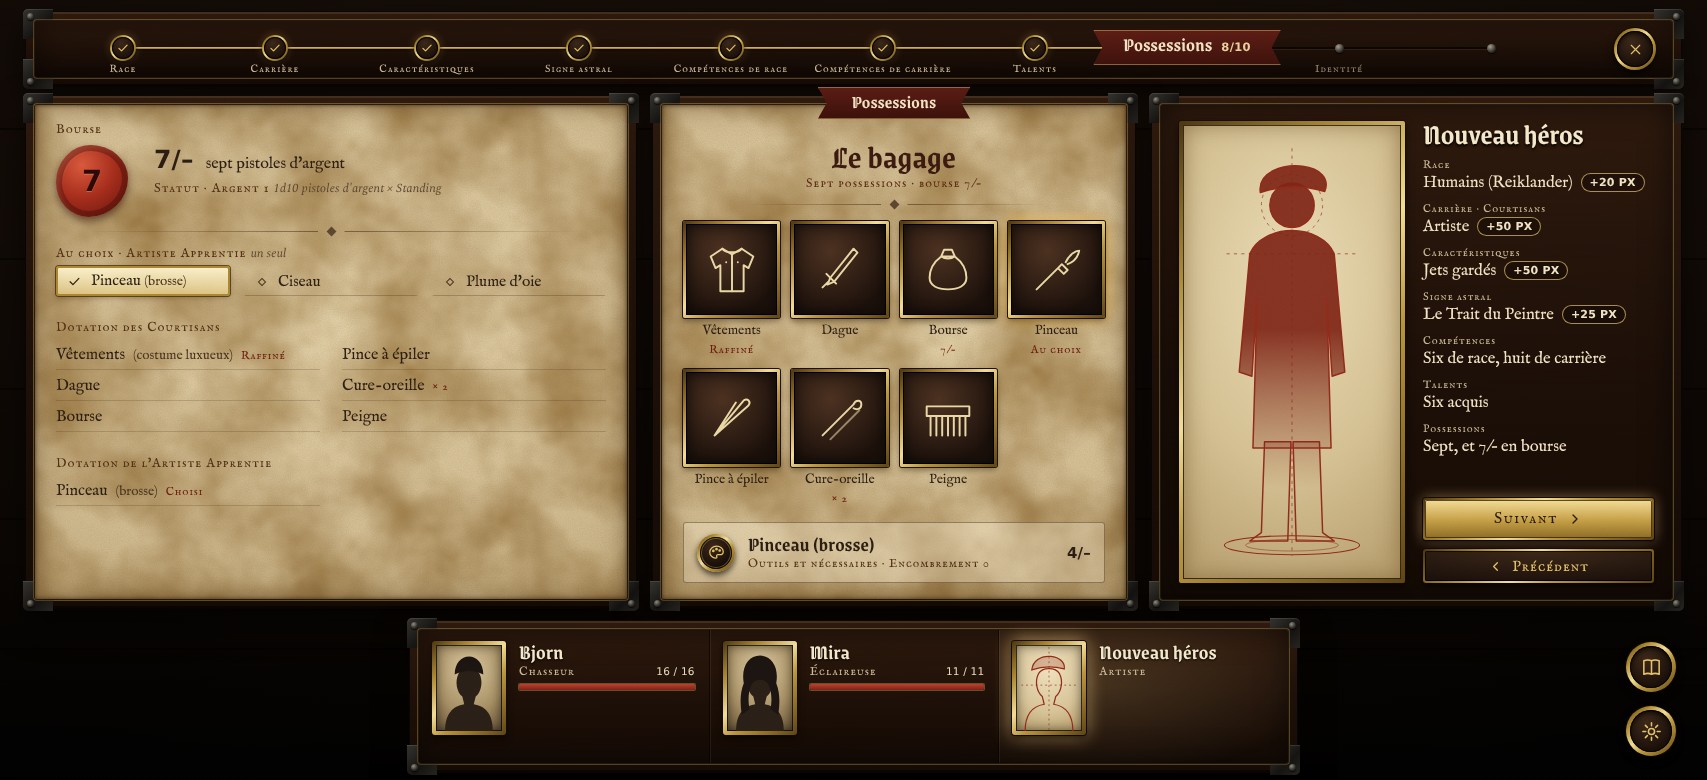 Race
Carrière
Caractéristiques
Signe astral
Compétences de race
Compétences de carrière
Talents
Possessions 8/10
Identité
Bourse
7
7/– sept pistoles d'argent
Statut · Argent 1 1d10 pistoles d'argent × Standing
Au choix · Artiste Apprentie un seul
Pinceau (brosse)
Ciseau
Plume d'oie
Dotation des Courtisans
Vêtements (costume luxueux) Raffiné
Pince à épiler
Dague
Cure-oreille × 2
Bourse
Peigne
Dotation de l'Artiste Apprentie
Pinceau (brosse) Choisi
Possessions
Le bagage
Sept possessions · bourse 7/–
Vêtements
Raffiné
Dague
Bourse
7/–
Pinceau
Au choix
Pince à épiler
Cure-oreille
× 2
Peigne
Pinceau (brosse)
Outils et nécessaires · Encombrement 0
4/–
Nouveau héros
Race
Humains (Reiklander) +20 PX
Carrière · Courtisans
Artiste +50 PX
Caractéristiques
Jets gardés +50 PX
Signe astral
Le Trait du Peintre +25 PX
Compétences
Six de race, huit de carrière
Talents
Six acquis
Possessions
Sept, et 7/– en bourse
Suivant
Précédent
Bjorn
Chasseur 16 / 16
Mira
Éclaireuse 11 / 11
Nouveau héros
Artiste